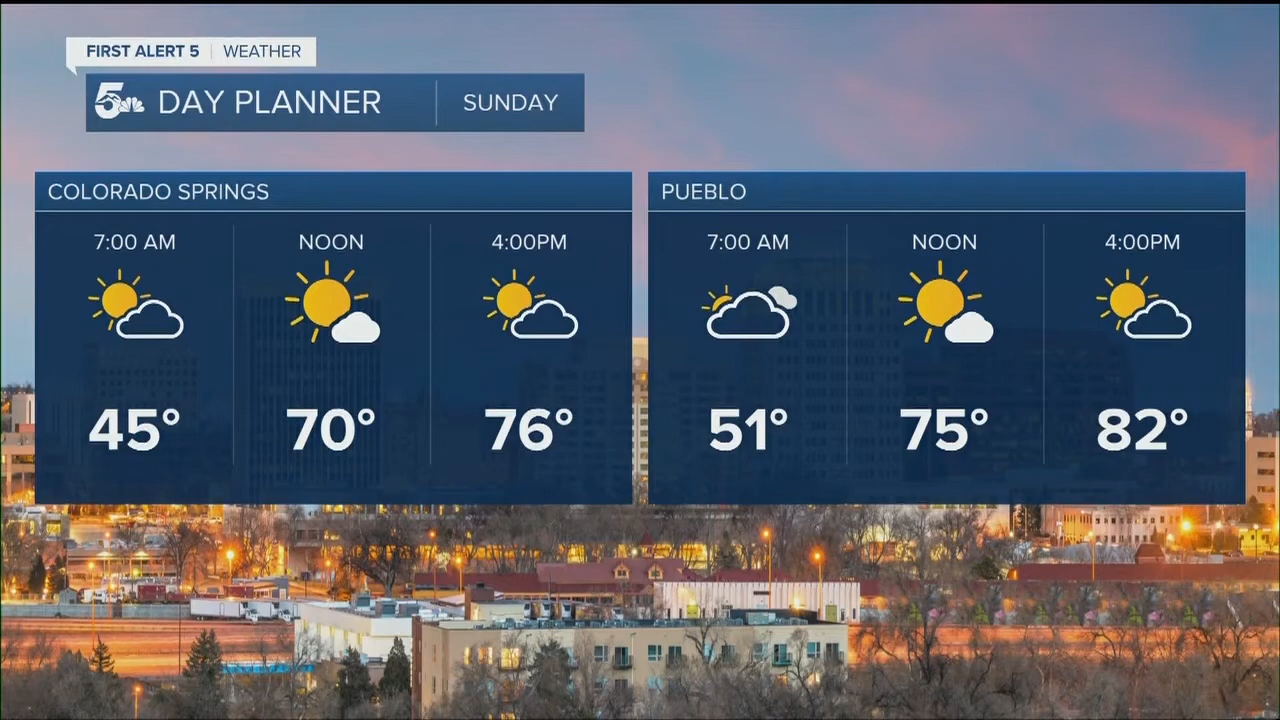 FIRST ALERT 5 | WEATHER
5 DAY PLANNER SUNDAY
COLORADO SPRINGS
7:00 AM NOON 4:00PM
45° 70° 76°
PUEBLO
7:00 AM NOON 4:00PM
51° 75° 82°